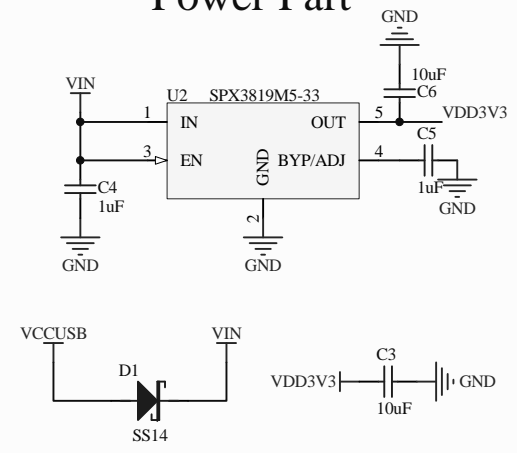 Power Part
GND
10uF
C6
VIN
U2 SPX3819M5-33
1 IN OUT 5 VDD3V3
C5
3 EN GND BYP/ADJ 4
C4
1uF
1uF
GND
2
GND
GND
VCCUSB
VIN
D1
SS14
C3
VDD3V3
GND
10uF